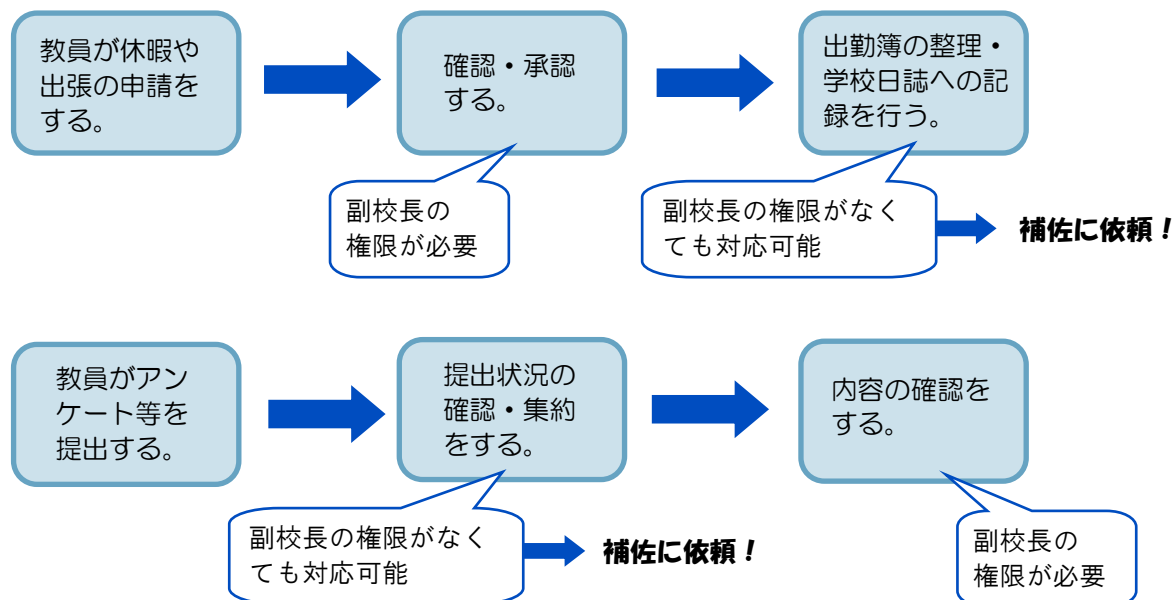 教員が休暇や
出張の申請を
する。
確認・承認
する。
出勤簿の整理・
学校日誌への記
録を行う。
副校長の
権限が必要
副校長の権限がなく
ても対応可能
補佐に依頼！
教員がアン
ケート等を
提出する。
提出状況の
確認・集約
をする。
内容の確認を
する。
副校長の権限がなく
ても対応可能
補佐に依頼！
副校長の
権限が必要